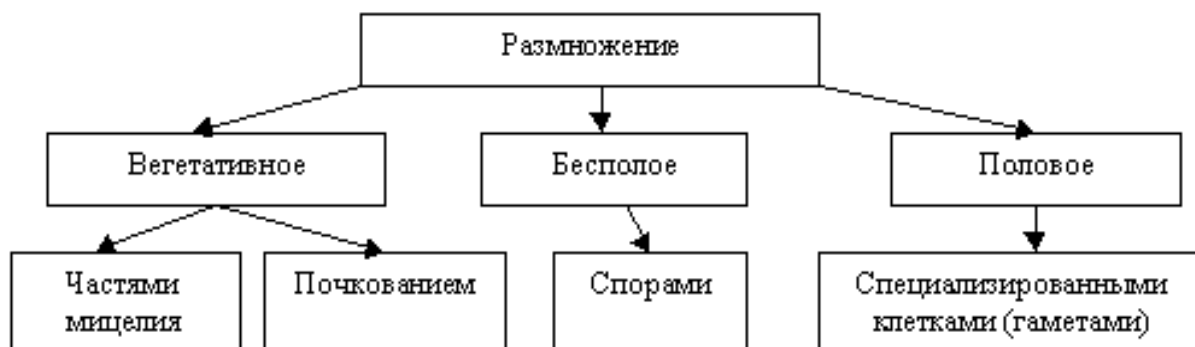 Размножение
Вегетативное
Бесполое
Половое
Частями
мицелия
Почкованием
Спорами
Специализированными
клетками (гаметами)